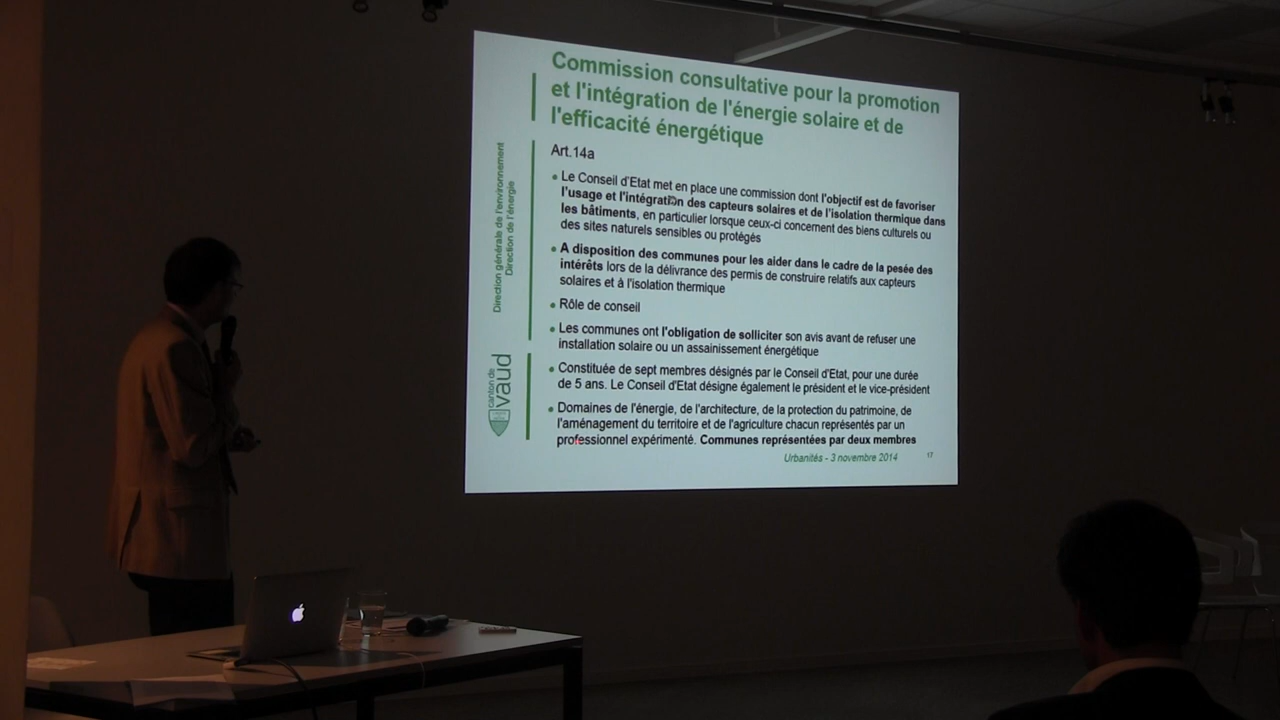 Commission consultative pour la promotion
et l'intégration de l'énergie solaire et de
l'efficacité énergétique
Art.14a
• Le Conseil d'Etat met en place une commission dont l'objectif est de favoriser
l'usage et l'intégration des capteurs solaires et de l'isolation thermique dans
les bâtiments, en particulier lorsque ceux-ci concernent des biens culturels ou
des sites naturels sensibles ou protégés
• A disposition des communes pour les aider dans le cadre de la pesée des
intérêts lors de la délivrance des permis de construire relatifs aux capteurs
solaires et à l'isolation thermique
• Rôle de conseil
• Les communes ont l'obligation de solliciter son avis avant de refuser une
installation solaire ou un assainissement énergétique
• Constituée de sept membres désignés par le Conseil d'Etat, pour une durée
de 5 ans. Le Conseil d'Etat désigne également le président et le vice-président
• Domaines de l'énergie, de l'architecture, de la protection du patrimoine, de
l'aménagement du territoire et de l'agriculture chacun représentés par un
professionnel expérimenté. Communes représentées par deux membres
Urbanités - 3 novembre 2014
17
Direction générale de l'environnement
Direction de l'énergie
canton de
vaud